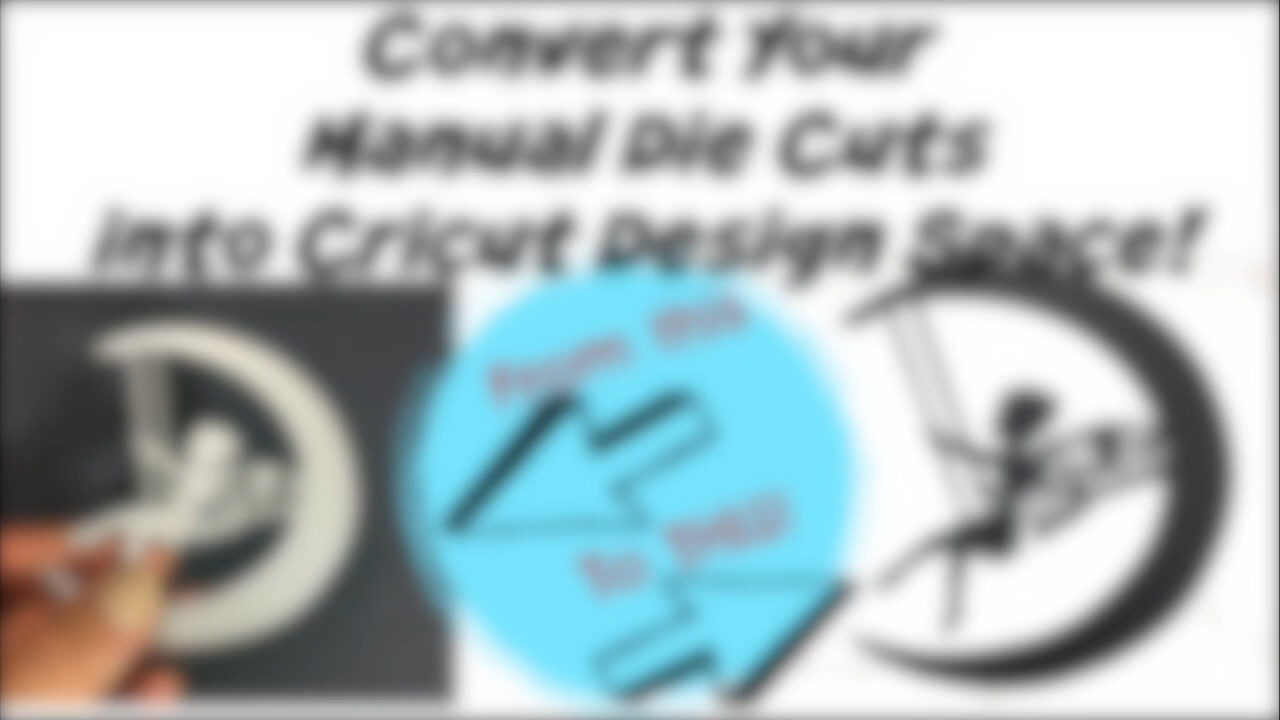 Convert Your
Manual Die Cuts
into Cricut Design Space!
From this
to this!